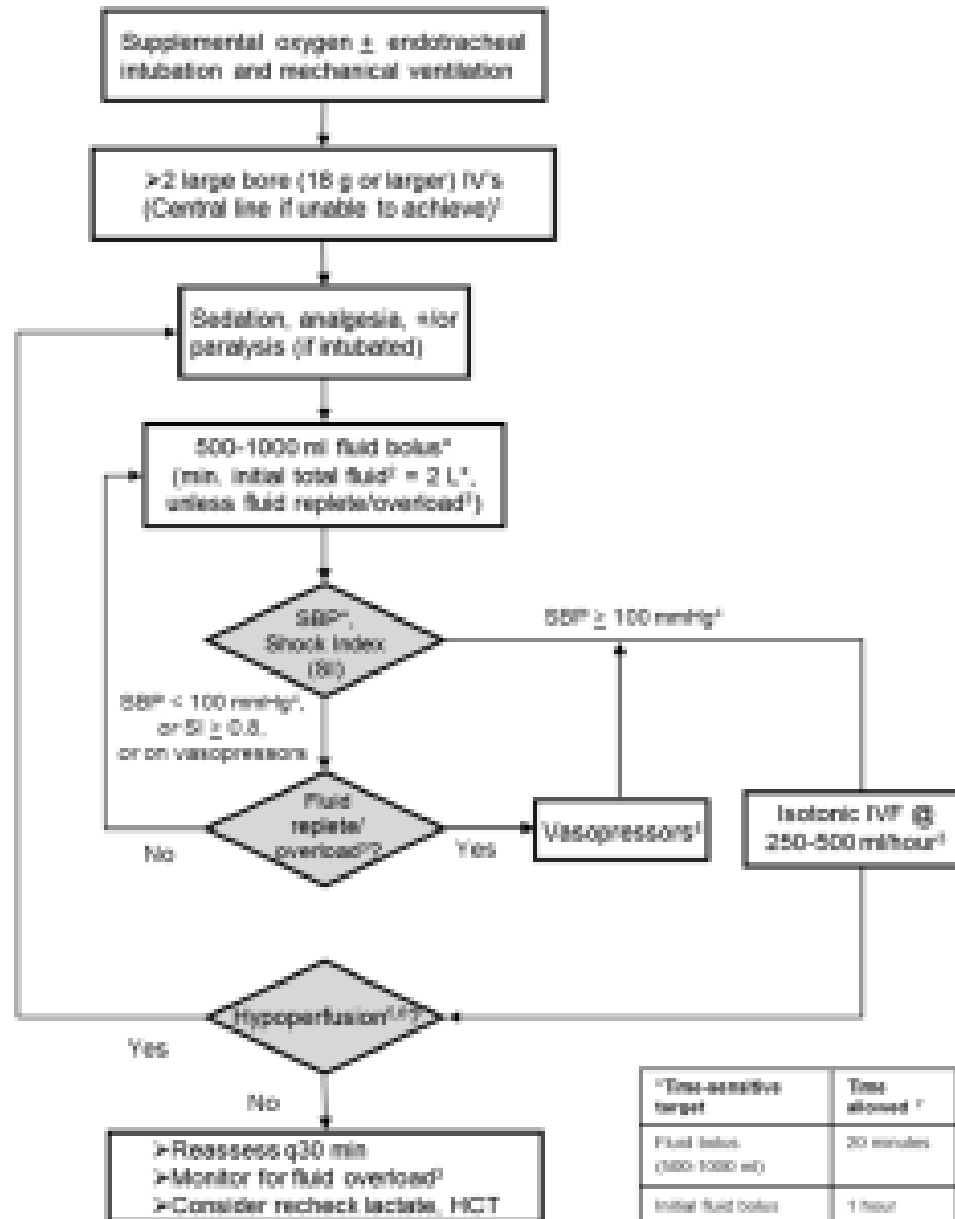 Supplemental oxygen ± endotracheal
intubation and mechanical ventilation
➢2 large bore (18 g or larger) IV's
(Central line if unable to achieve)
Sedation, analgesia, +/or
paralysis (if intubated)
500-1000 ml fluid bolus*
(min. initial total fluid = 2 L*,
unless fluid replete/overload)
SBP*,
Shock Index
(SI)
SBP ≥ 100 mmHg
SBP < 100 mmHg,
or SI ≥ 0.8,
or on vasopressors
Fluid
replete/
overload?
No
Yes
Vasopressors
Isotonic IVF @
250-500 ml/hour
Hypoperfusion
Yes
No
➢Reassess q30 min
➢Monitor for fluid overload
➢Consider recheck lactate, HCT
Time-sensitive
target
Time
allowed
Fluid bolus
(500-1000 ml)
20 minutes
Initial fluid bolus
1 hour